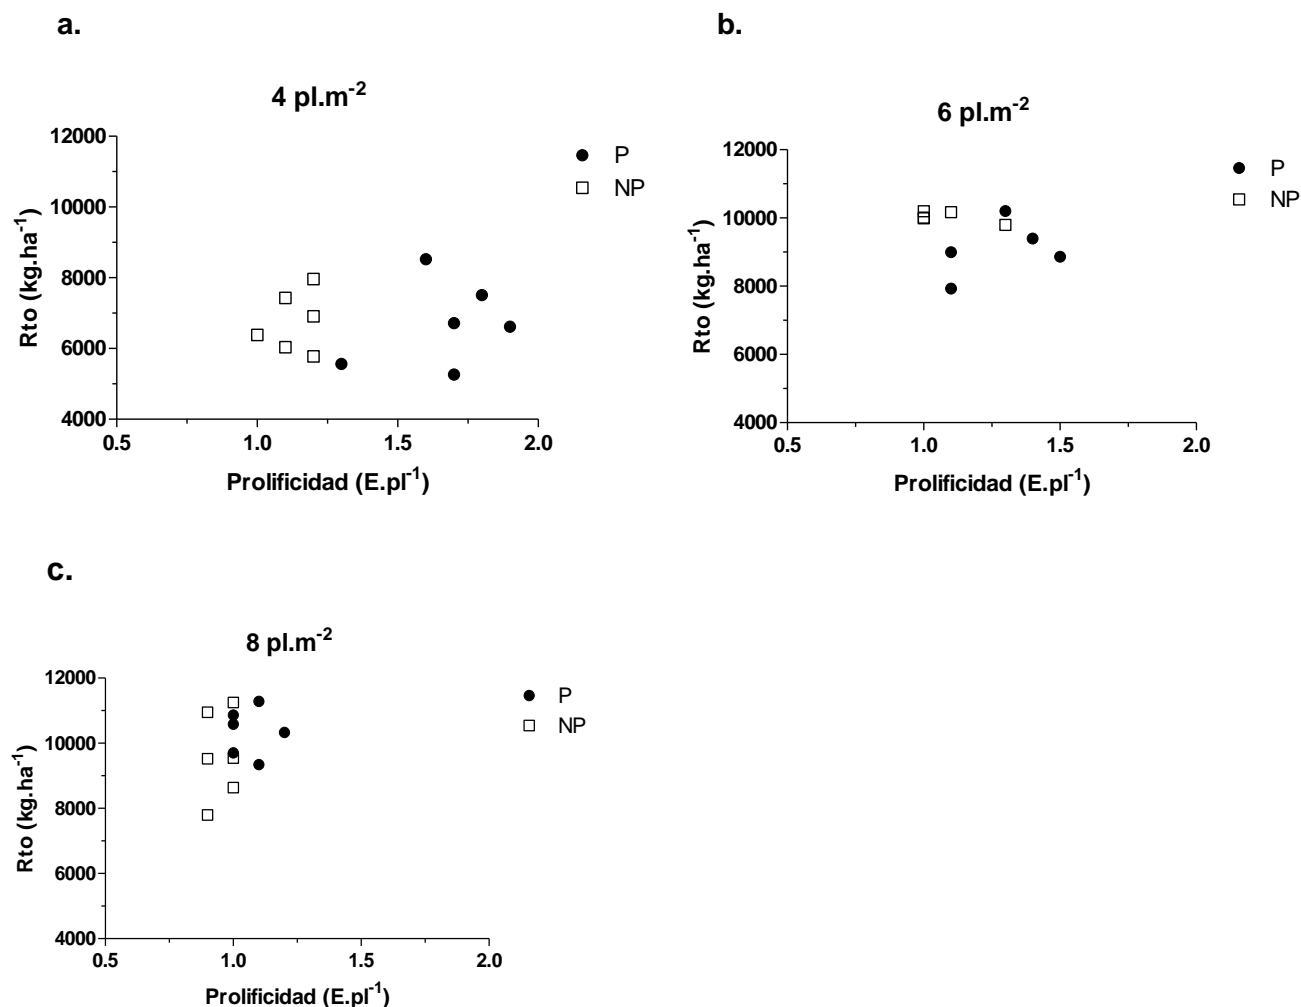 a.
4 pl.m⁻²
12000
10000
8000
6000
4000
Rto (kg.ha⁻¹)
0.5 1.0 1.5 2.0
Prolificidad (E.pl⁻¹)
P
NP
b.
6 pl.m⁻²
12000
10000
8000
6000
4000
Rto (kg.ha⁻¹)
0.5 1.0 1.5 2.0
Prolificidad (E.pl⁻¹)
P
NP
c.
8 pl.m⁻²
12000
10000
8000
6000
4000
Rto (kg.ha⁻¹)
0.5 1.0 1.5 2.0
Prolificidad (E.pl⁻¹)
P
NP